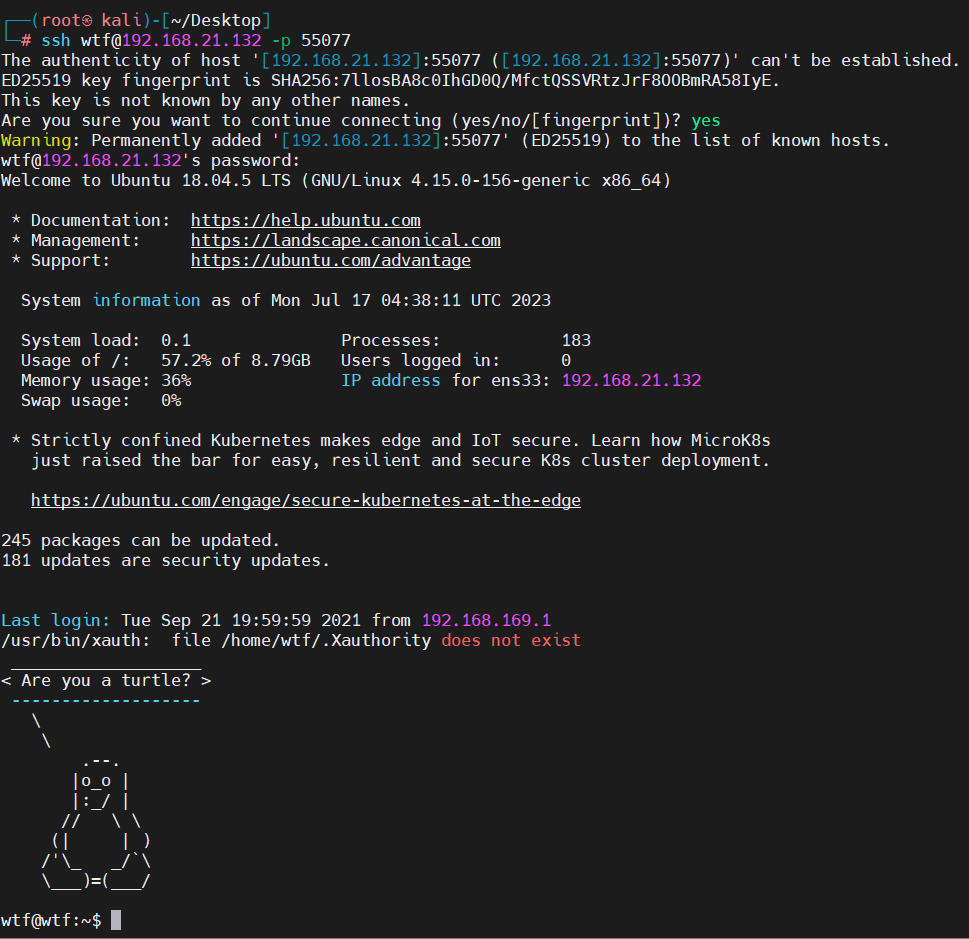 ┌──(root㉿ kali)-[~/Desktop]
└─# ssh wtf@192.168.21.132 -p 55077
The authenticity of host '[192.168.21.132]:55077 ([192.168.21.132]:55077)' can't be established.
ED25519 key fingerprint is SHA256:7llosBA8c0IhGD0Q/MfctQSSVRtzJrF8OOBmRA58IyE.
This key is not known by any other names.
Are you sure you want to continue connecting (yes/no/[fingerprint])? yes
Warning: Permanently added '[192.168.21.132]:55077' (ED25519) to the list of known hosts.
wtf@192.168.21.132's password:
Welcome to Ubuntu 18.04.5 LTS (GNU/Linux 4.15.0-156-generic x86_64)

 * Documentation:  https://help.ubuntu.com
 * Management:     https://landscape.canonical.com
 * Support:        https://ubuntu.com/advantage

  System information as of Mon Jul 17 04:38:11 UTC 2023

  System load:  0.1               Processes:            183
  Usage of /:   57.2% of 8.79GB   Users logged in:      0
  Memory usage: 36%               IP address for ens33: 192.168.21.132
  Swap usage:   0%

 * Strictly confined Kubernetes makes edge and IoT secure. Learn how MicroK8s
   just raised the bar for easy, resilient and secure K8s cluster deployment.

   https://ubuntu.com/engage/secure-kubernetes-at-the-edge

245 packages can be updated.
181 updates are security updates.


Last login: Tue Sep 21 19:59:59 2021 from 192.168.169.1
/usr/bin/xauth:  file /home/wtf/.Xauthority does not exist
 ___________________
< Are you a turtle? >
 -------------------
   \
    \
        .--.
       |o_o |
       |:_/ |
      //   \ \
     (|     | )
    /'\_   _/`\
    \___)=(___/

wtf@wtf:~$